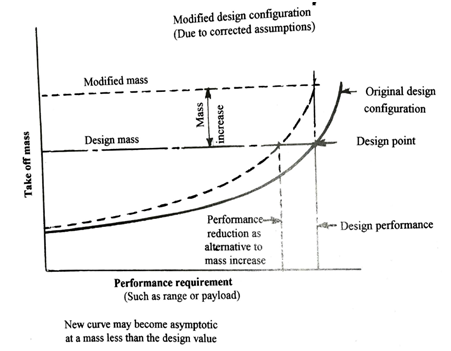 Modified design configuration
(Due to corrected assumptions)
Modified mass
Mass
increase
Original design
configuration
Design mass
Design point
Take off mass
Performance
reduction as
alternative to
mass increase
Design performance
Performance requirement
(Such as range or payload)
New curve may become asymptotic
at a mass less than the design value